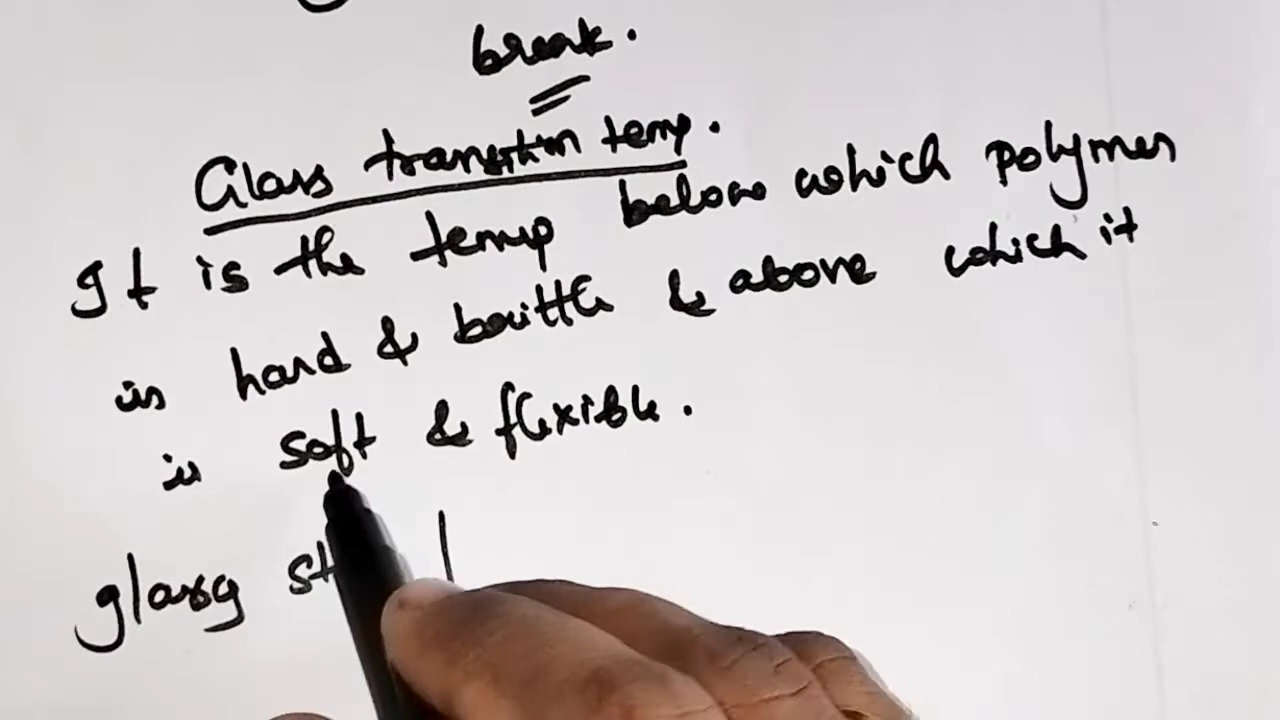 break.
Glass transition temp.
It is the temp below which polymer
is hard & brittle & above which it
is soft & flexible.
glassy